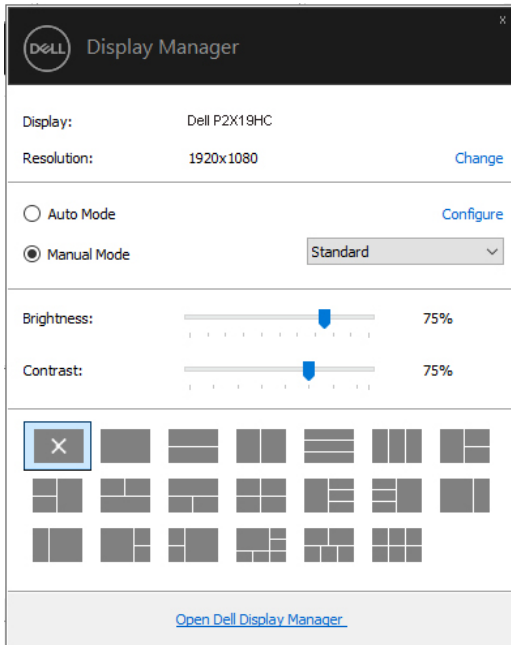 x
DELL Display Manager
Display: Dell P2X19HC
Resolution: 1920x1080 Change
Auto Mode Configure
Manual Mode Standard
Brightness: 75%
Contrast: 75%
Open Dell Display Manager